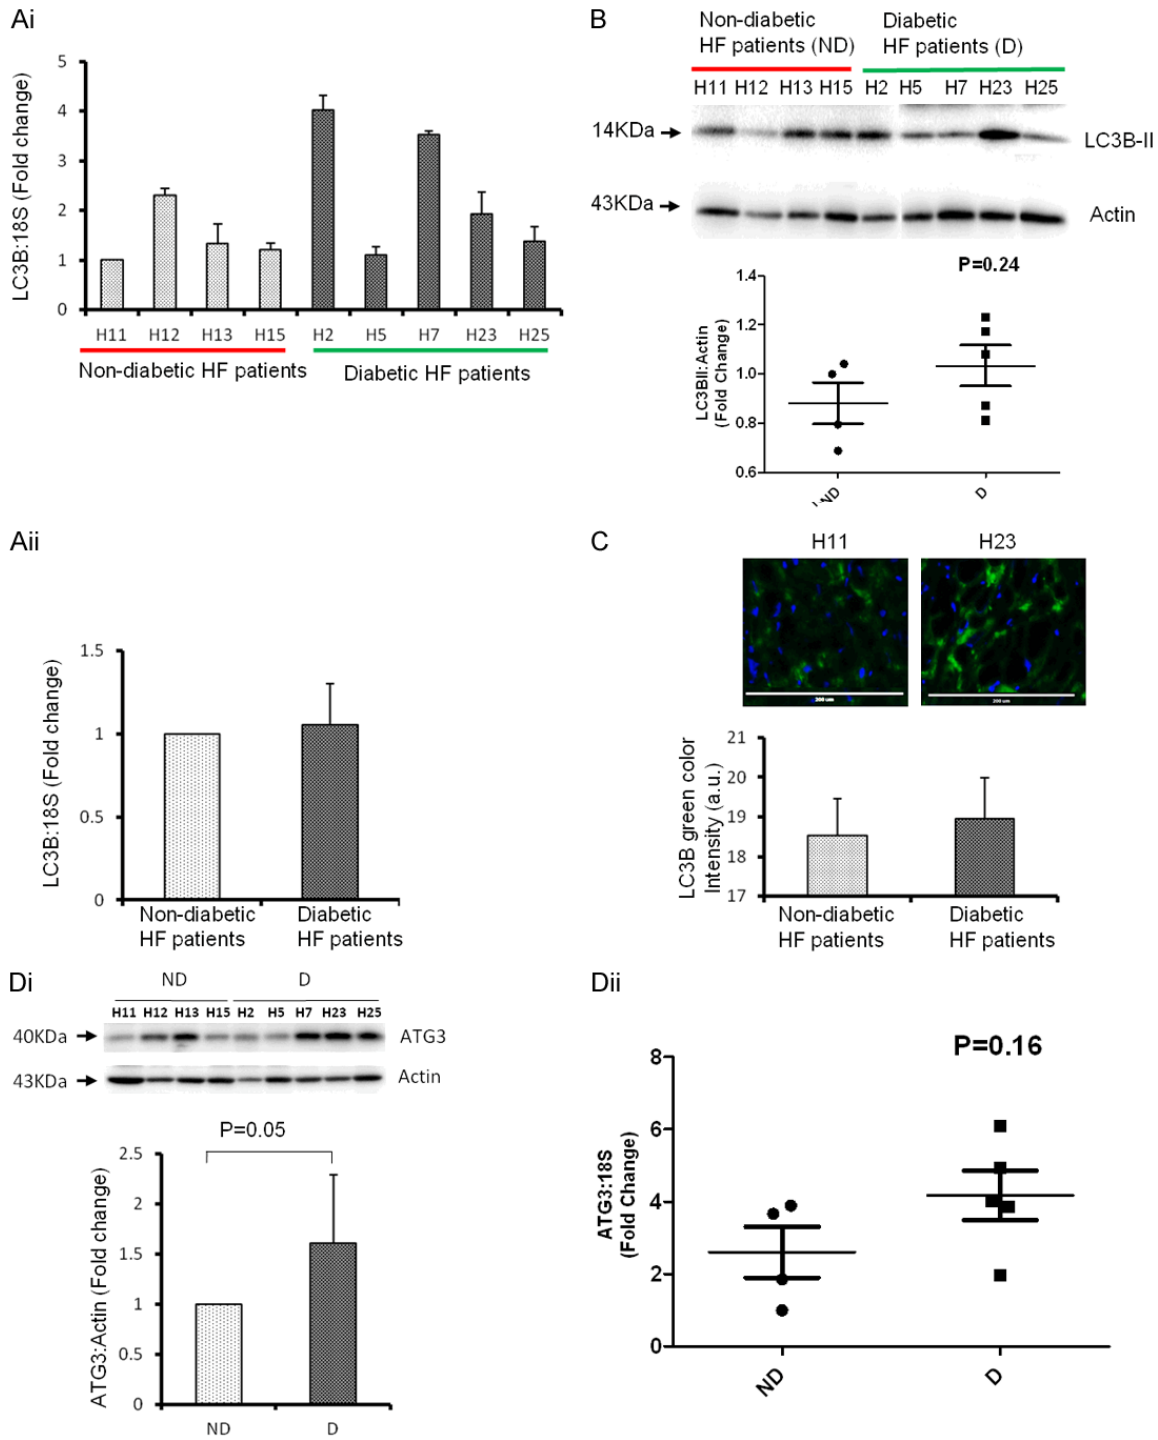 Ai
LC3B:18S (Fold change)
5
4
3
2
1
0
H11 H12 H13 H15 H2 H5 H7 H23 H25
Non-diabetic HF patients
Diabetic HF patients
B
Non-diabetic
HF patients (ND)
Diabetic
HF patients (D)
H11 H12 H13 H15 H2 H5 H7 H23 H25
14KDa
LC3B-II
43KDa
Actin
P=0.24
LC3BII:Actin
(Fold Change)
1.4
1.2
1.0
0.8
0.6
ND
D
Aii
LC3B:18S (Fold change)
1.5
1
0.5
0
Non-diabetic
HF patients
Diabetic
HF patients
C
H11
H23
200 um
200 um
LC3B green color
Intensity (a.u.)
21
20
19
18
17
Non-diabetic
HF patients
Diabetic
HF patients
Di
ND
D
H11 H12 H13 H15 H2 H5 H7 H23 H25
40KDa
ATG3
43KDa
Actin
P=0.05
ATG3:Actin (Fold change)
2.5
2
1.5
1
0.5
0
ND
D
Dii
P=0.16
ATG3:18S
(Fold Change)
8
6
4
2
0
ND
D